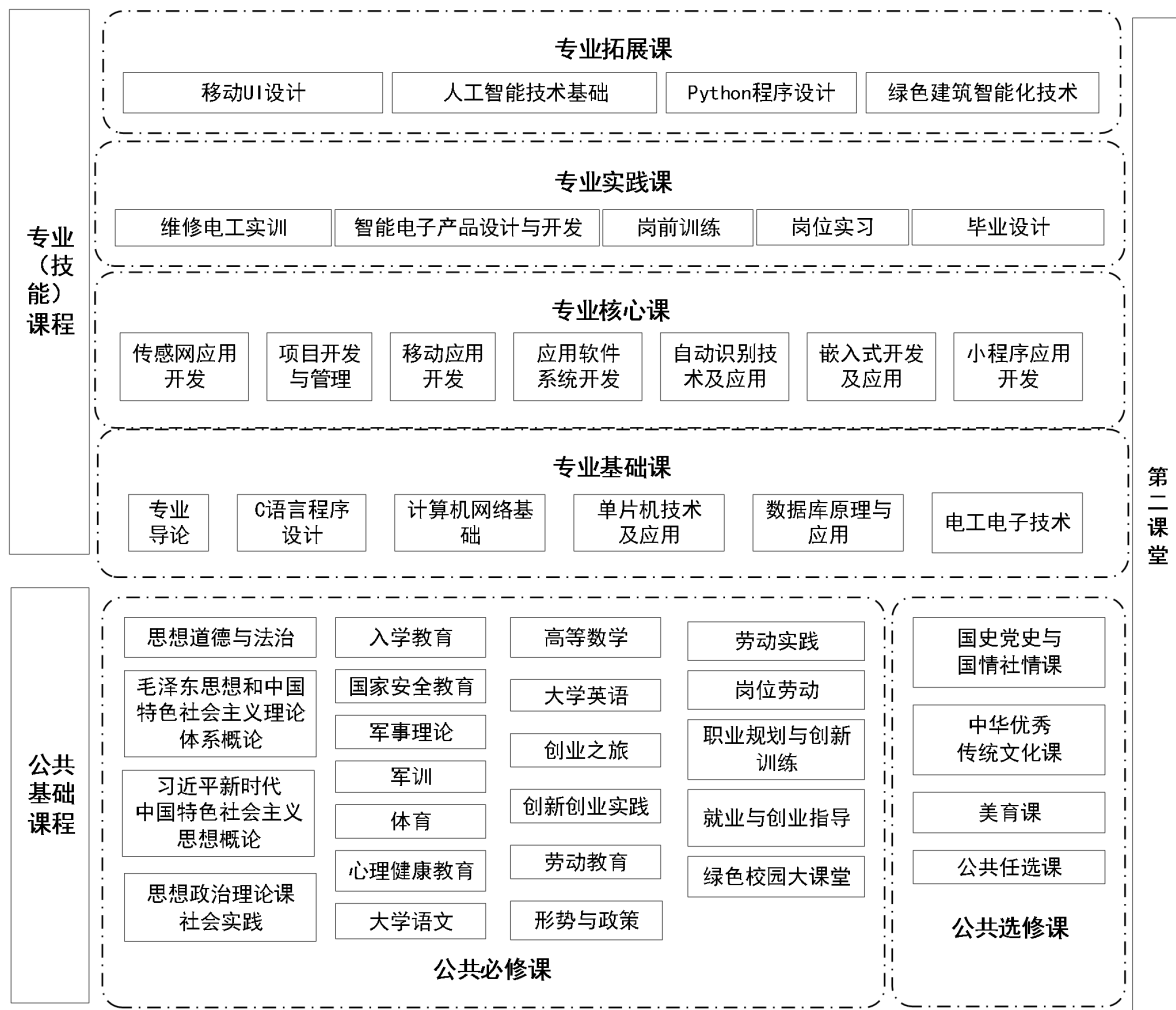 专业
（技
能）
课程
专业拓展课
移动UI设计
人工智能技术基础
Python程序设计
绿色建筑智能化技术
专业实践课
维修电工实训
智能电子产品设计与开发
岗前训练
岗位实习
毕业设计
专业核心课
传感网应用
开发
项目开发
与管理
移动应用
开发
应用软件
系统开发
自动识别技
术及应用
嵌入式开发
及应用
小程序应用
开发
专业基础课
专业
导论
C语言程序
设计
计算机网络基
础
单片机技术
及应用
数据库原理与
应用
电工电子技术
公共
基础
课程
思想道德与法治
毛泽东思想和中国
特色社会主义理论
体系概论
习近平新时代
中国特色社会主义
思想概论
思想政治理论课
社会实践
入学教育
国家安全教育
军事理论
军训
体育
心理健康教育
大学语文
高等数学
大学英语
创业之旅
创新创业实践
劳动教育
形势与政策
劳动实践
岗位劳动
职业规划与创新
训练
就业与创业指导
绿色校园大课堂
公共必修课
国史党史与
国情社情课
中华优秀
传统文化课
美育课
公共任选课
公共选修课
第
二
课
堂